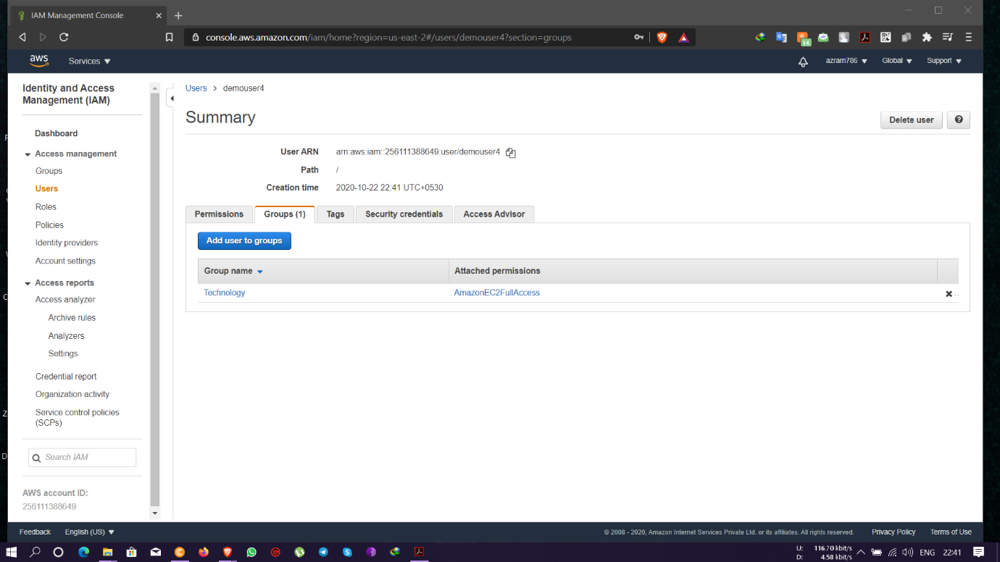 IAM Management Console
console.aws.amazon.com/iam/home?region=us-east-2#/users/demouser4?section=groups
14
aws
Services
azram786
Global
Support
Identity and Access
Management (IAM)
Dashboard
Access management
Groups
Users
Roles
Policies
Identity providers
Account settings
Access reports
Access analyzer
Archive rules
Analyzers
Settings
Credential report
Organization activity
Service control policies
(SCPs)
Search IAM
AWS account ID:
256111388649
Users > demouser4
Summary
Delete user
User ARN arn:aws:iam::256111388649:user/demouser4
Path /
Creation time 2020-10-22 22:41 UTC+0530
Permissions Groups (1) Tags Security credentials Access Advisor
Add user to groups
Group name Attached permissions
Technology AmazonEC2FullAccess
Feedback English (US) © 2008 - 2020, Amazon Internet Services Private Ltd. or its affiliates. All rights reserved. Privacy Policy Terms of Use
U: 116.70 kbit/s
D: 4.58 kbit/s
ENG 22:41